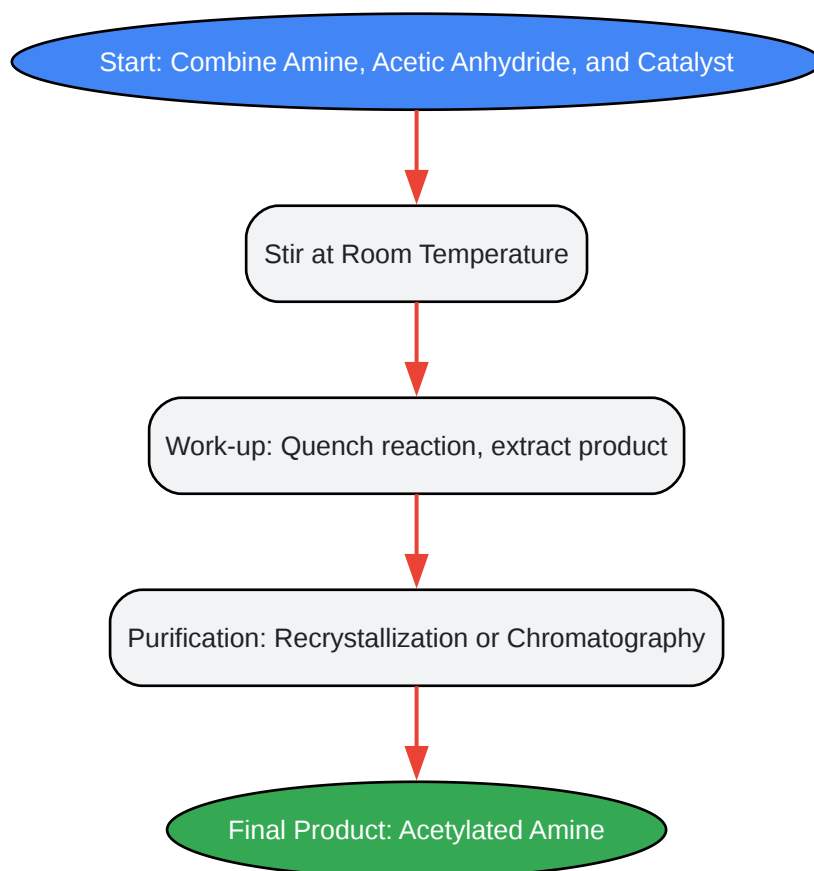 Start: Combine Amine, Acetic Anhydride, and Catalyst
Stir at Room Temperature
Work-up: Quench reaction, extract product
Purification: Recrystallization or Chromatography
Final Product: Acetylated Amine